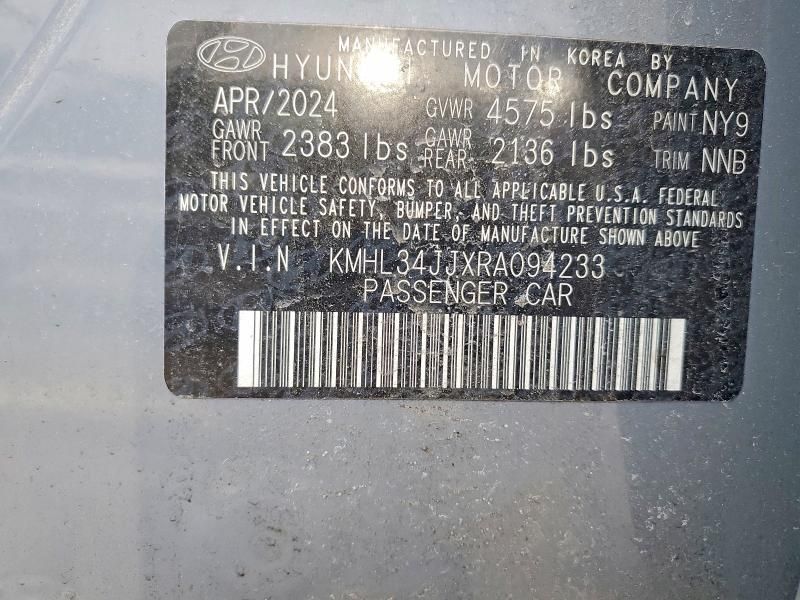 MANUFACTURED IN KOREA BY
HYUNDAI MOTOR COMPANY
APR/2024 GVWR 4575 lbs PAINT NY9
GAWR FRONT 2383 lbs GAWR REAR 2136 lbs TRIM NNB
THIS VEHICLE CONFORMS TO ALL APPLICABLE U.S.A. FEDERAL
MOTOR VEHICLE SAFETY, BUMPER, AND THEFT PREVENTION STANDARDS
IN EFFECT ON THE DATE OF MANUFACTURE SHOWN ABOVE.
V.I.N KMHL34JJXRA094233
PASSENGER CAR